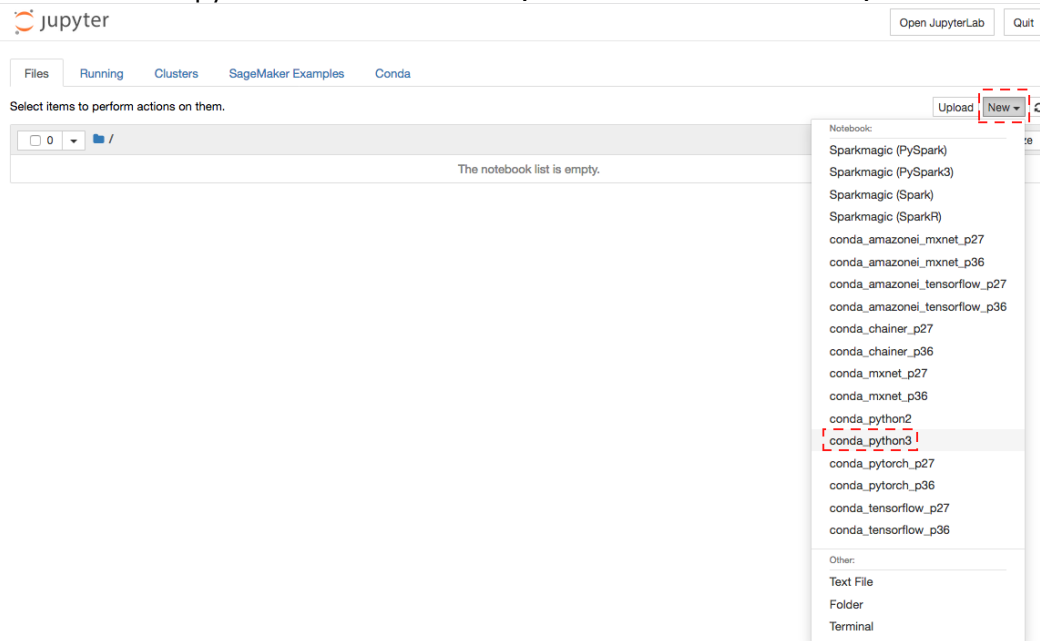 jupyter
Open JupyterLab Quit
Files Running Clusters SageMaker Examples Conda
Select items to perform actions on them.
Upload New
0 /
The notebook list is empty.
Notebook:
Sparkmagic (PySpark)
Sparkmagic (PySpark3)
Sparkmagic (Spark)
Sparkmagic (SparkR)
conda_amazonei_mxnet_p27
conda_amazonei_mxnet_p36
conda_amazonei_tensorflow_p27
conda_amazonei_tensorflow_p36
conda_chainer_p27
conda_chainer_p36
conda_mxnet_p27
conda_mxnet_p36
conda_python2
conda_python3
conda_pytorch_p27
conda_pytorch_p36
conda_tensorflow_p27
conda_tensorflow_p36
Other:
Text File
Folder
Terminal